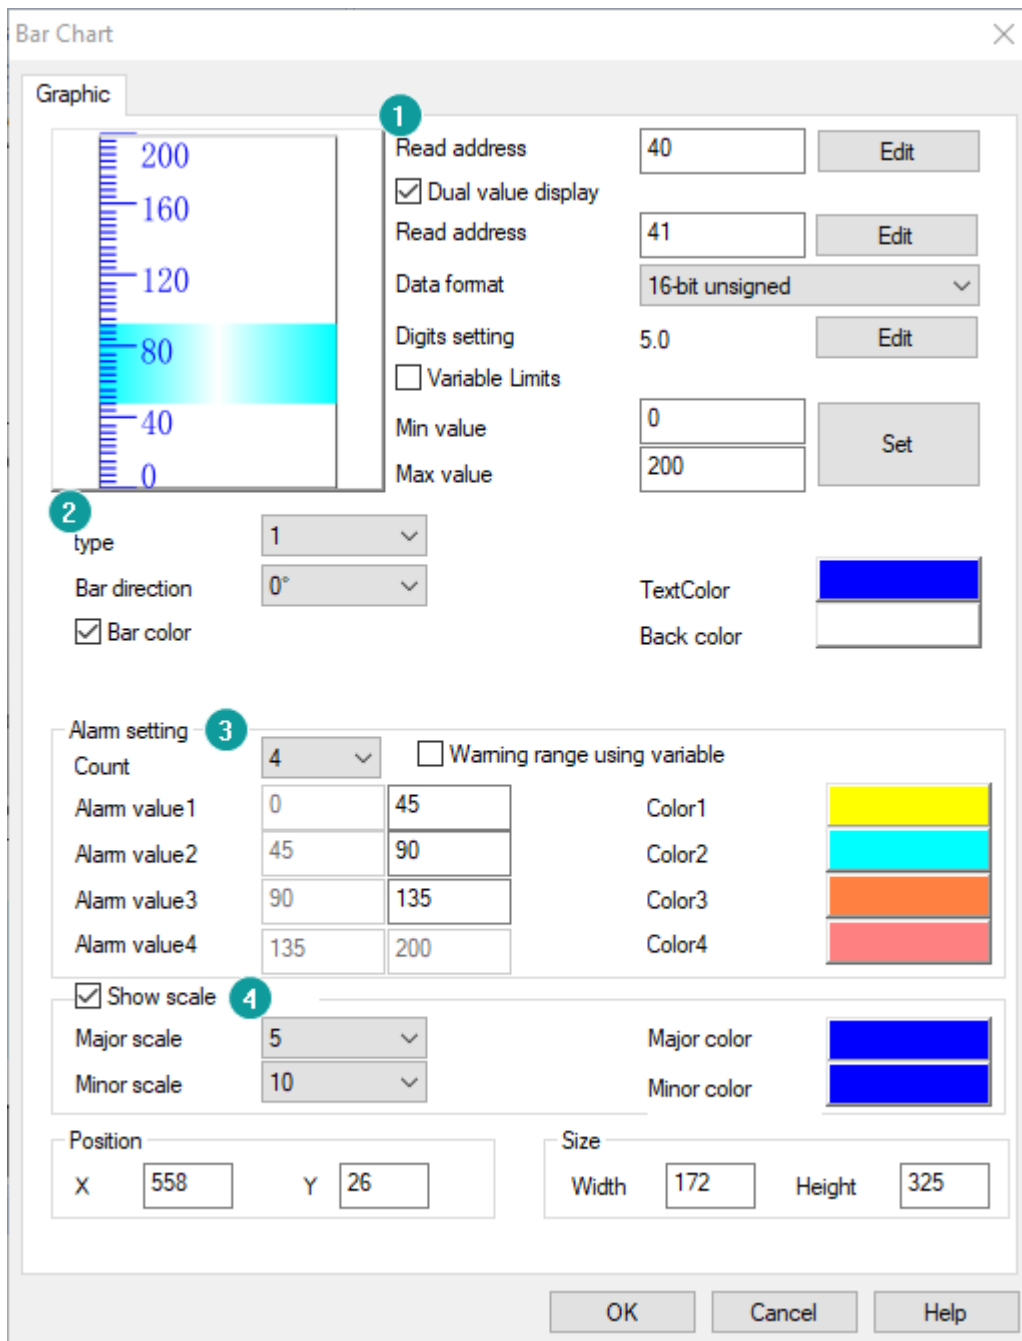 Bar Chart
Graphic
1
200
160
120
80
40
0
Read address 40 Edit
Dual value display
Read address 41 Edit
Data format 16-bit unsigned
Digits setting 5.0 Edit
Variable Limits
Min value 0
Max value 200
Set
2
type 1
Bar direction 0°
Bar color
TextColor
Back color
Alarm setting 3
Count 4 Warning range using variable
Alarm value1 0 45 Color1
Alarm value2 45 90 Color2
Alarm value3 90 135 Color3
Alarm value4 135 200 Color4
Show scale 4
Major scale 5 Major color
Minor scale 10 Minor color
Position
X 558 Y 26
Size
Width 172 Height 325
OK Cancel Help